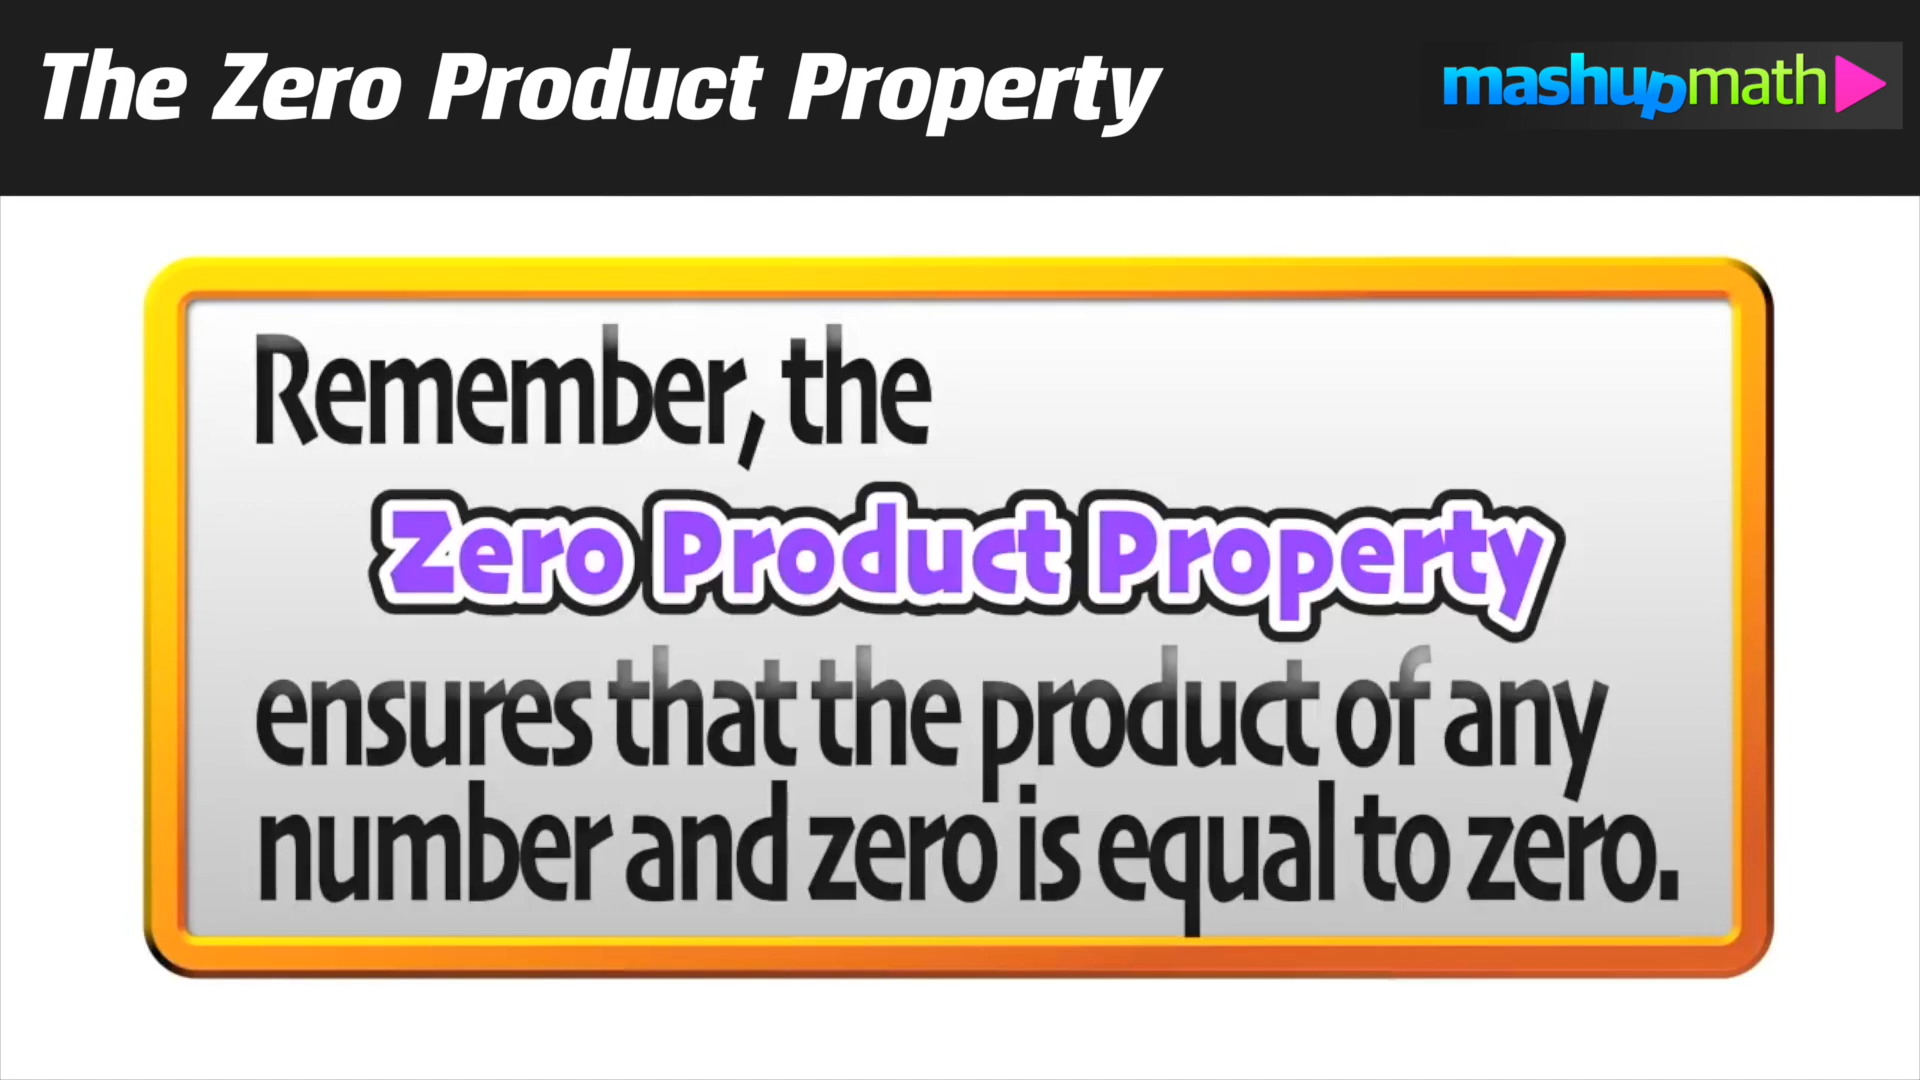 The Zero Product Property
mashupmath
Remember, the
Zero Product Property
ensures that the product of any
number and zero is equal to zero.